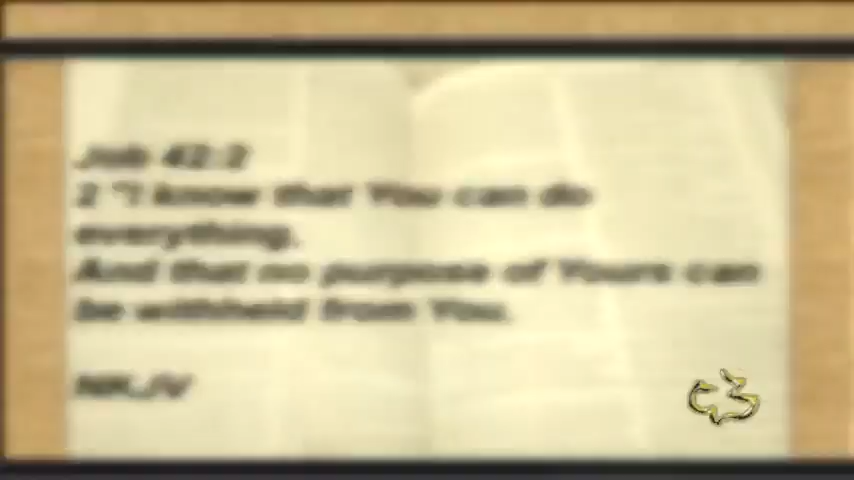 Job 42:2
2 "I know that You can do
everything,
And that no purpose of Yours can
be withheld from You.
NKJV